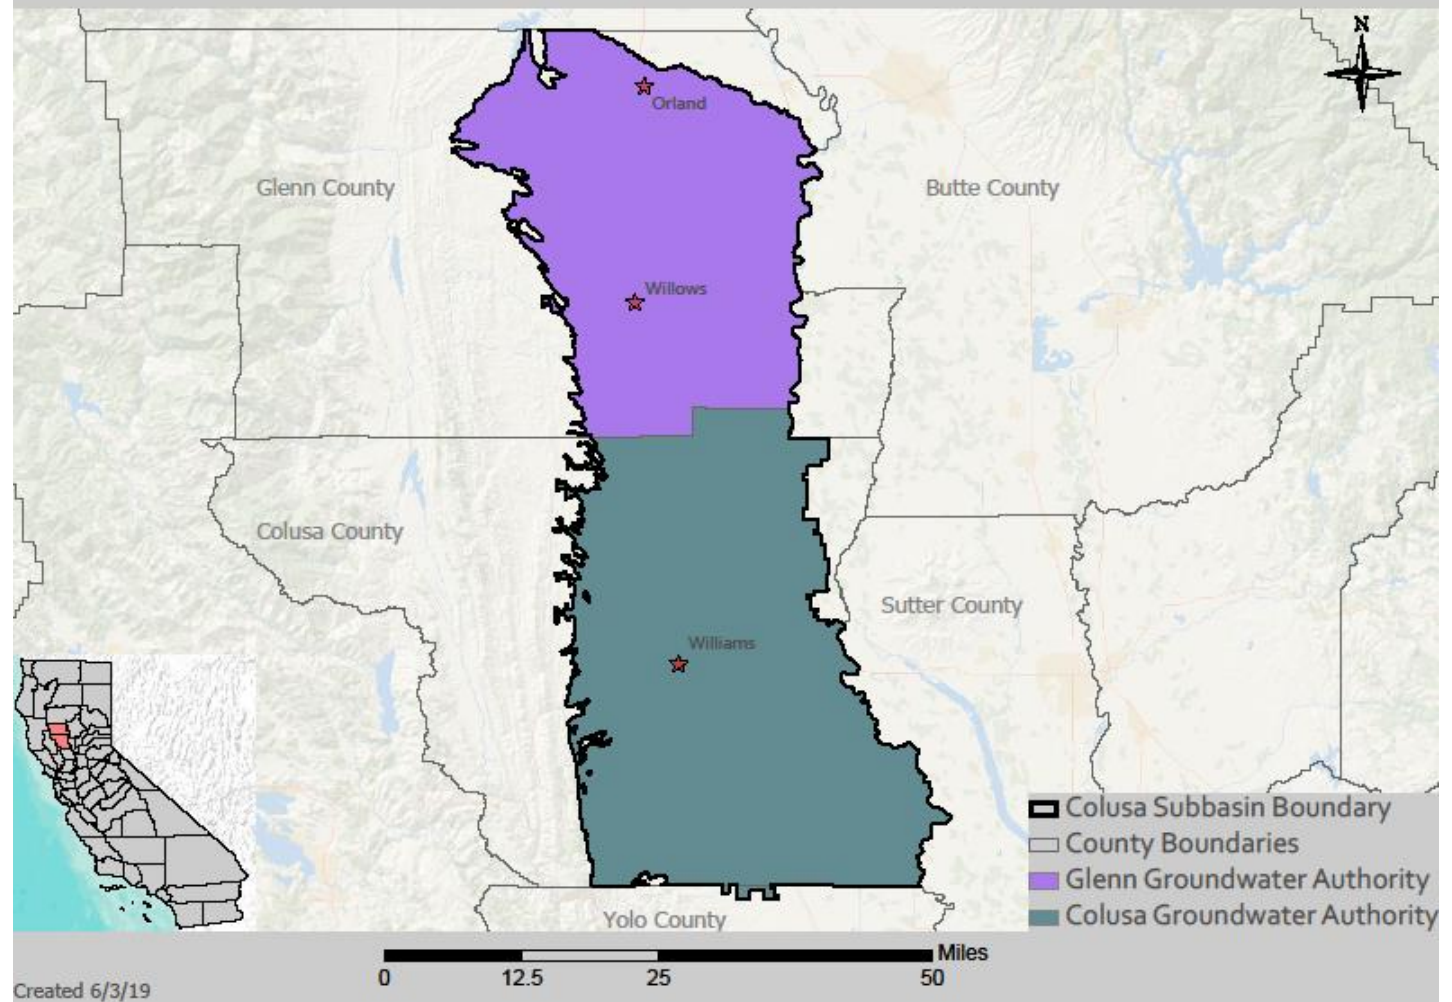 N
Orland
Glenn County
Butte County
Willows
Colusa County
Sutter County
Williams
Colusa Subbasin Boundary
County Boundaries
Glenn Groundwater Authority
Colusa Groundwater Authority
Yolo County
Miles
0 12.5 25 50
Created 6/3/19